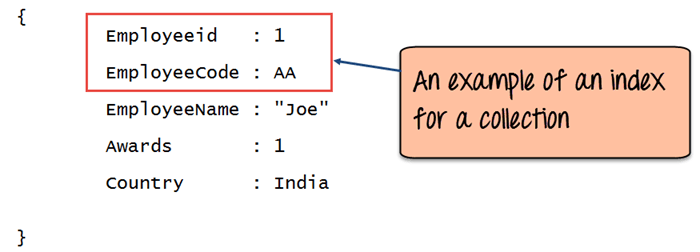 {
Employeeid : 1
EmployeeCode : AA
EmployeeName : "Joe"
Awards : 1
Country : India
}
An example of an index
for a collection